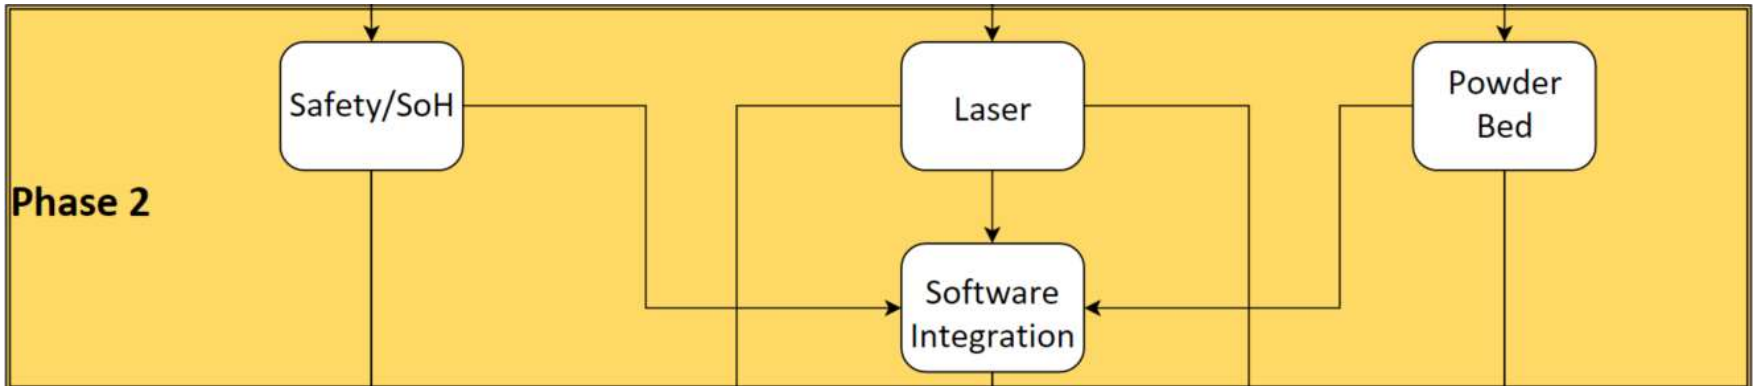 Safety/SoH
Laser
Powder
Bed
Phase 2
Software
Integration